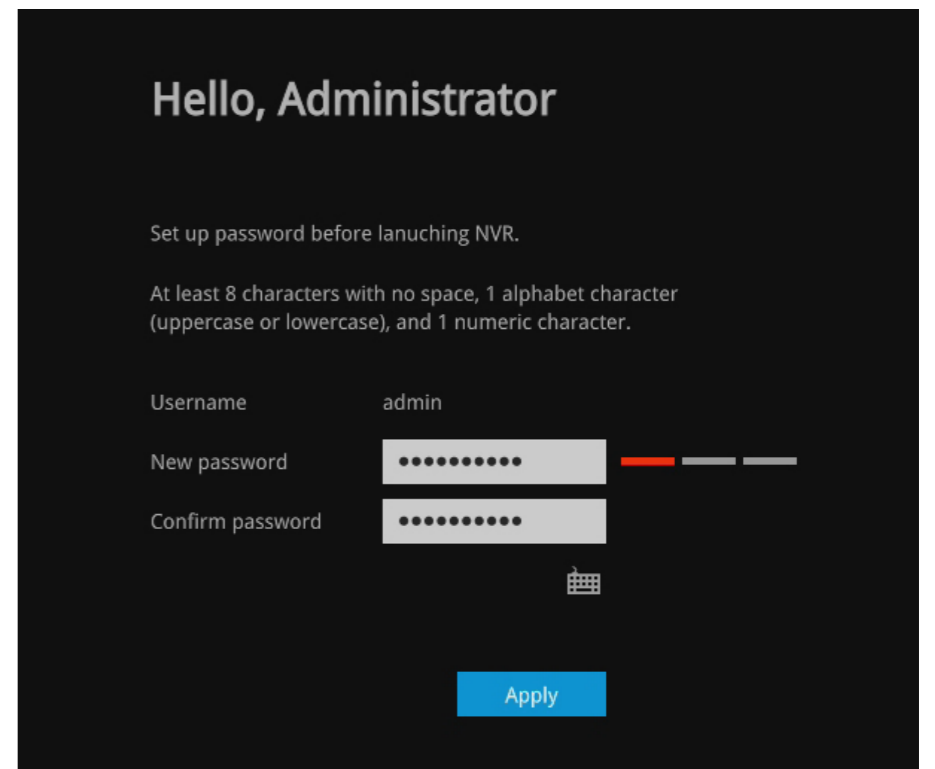 Hello, Administrator
Set up password before lanuching NVR.
At least 8 characters with no space, 1 alphabet character
(uppercase or lowercase), and 1 numeric character.
Username admin
New password ••••••••••
Confirm password ••••••••••
Apply